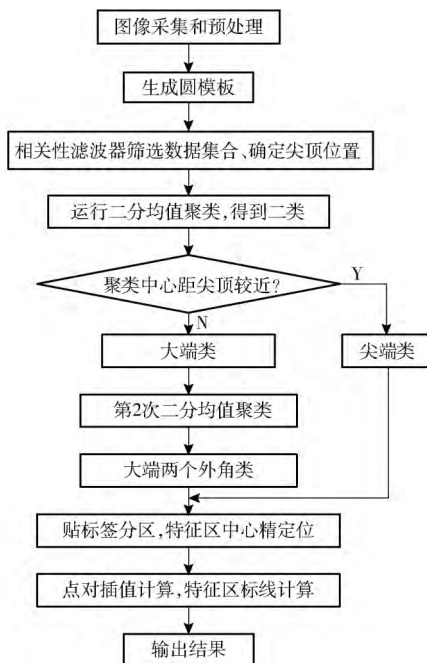 图像采集和预处理
生成圆模板
相关性滤波器筛选数据集合、确定尖顶位置
运行二分均值聚类,得到二类
聚类中心距尖顶较近?
Y
N
大端类
尖端类
第2次二分均值聚类
大端两个外角类
贴标签分区,特征区中心精定位
点对插值计算,特征区标线计算
输出结果